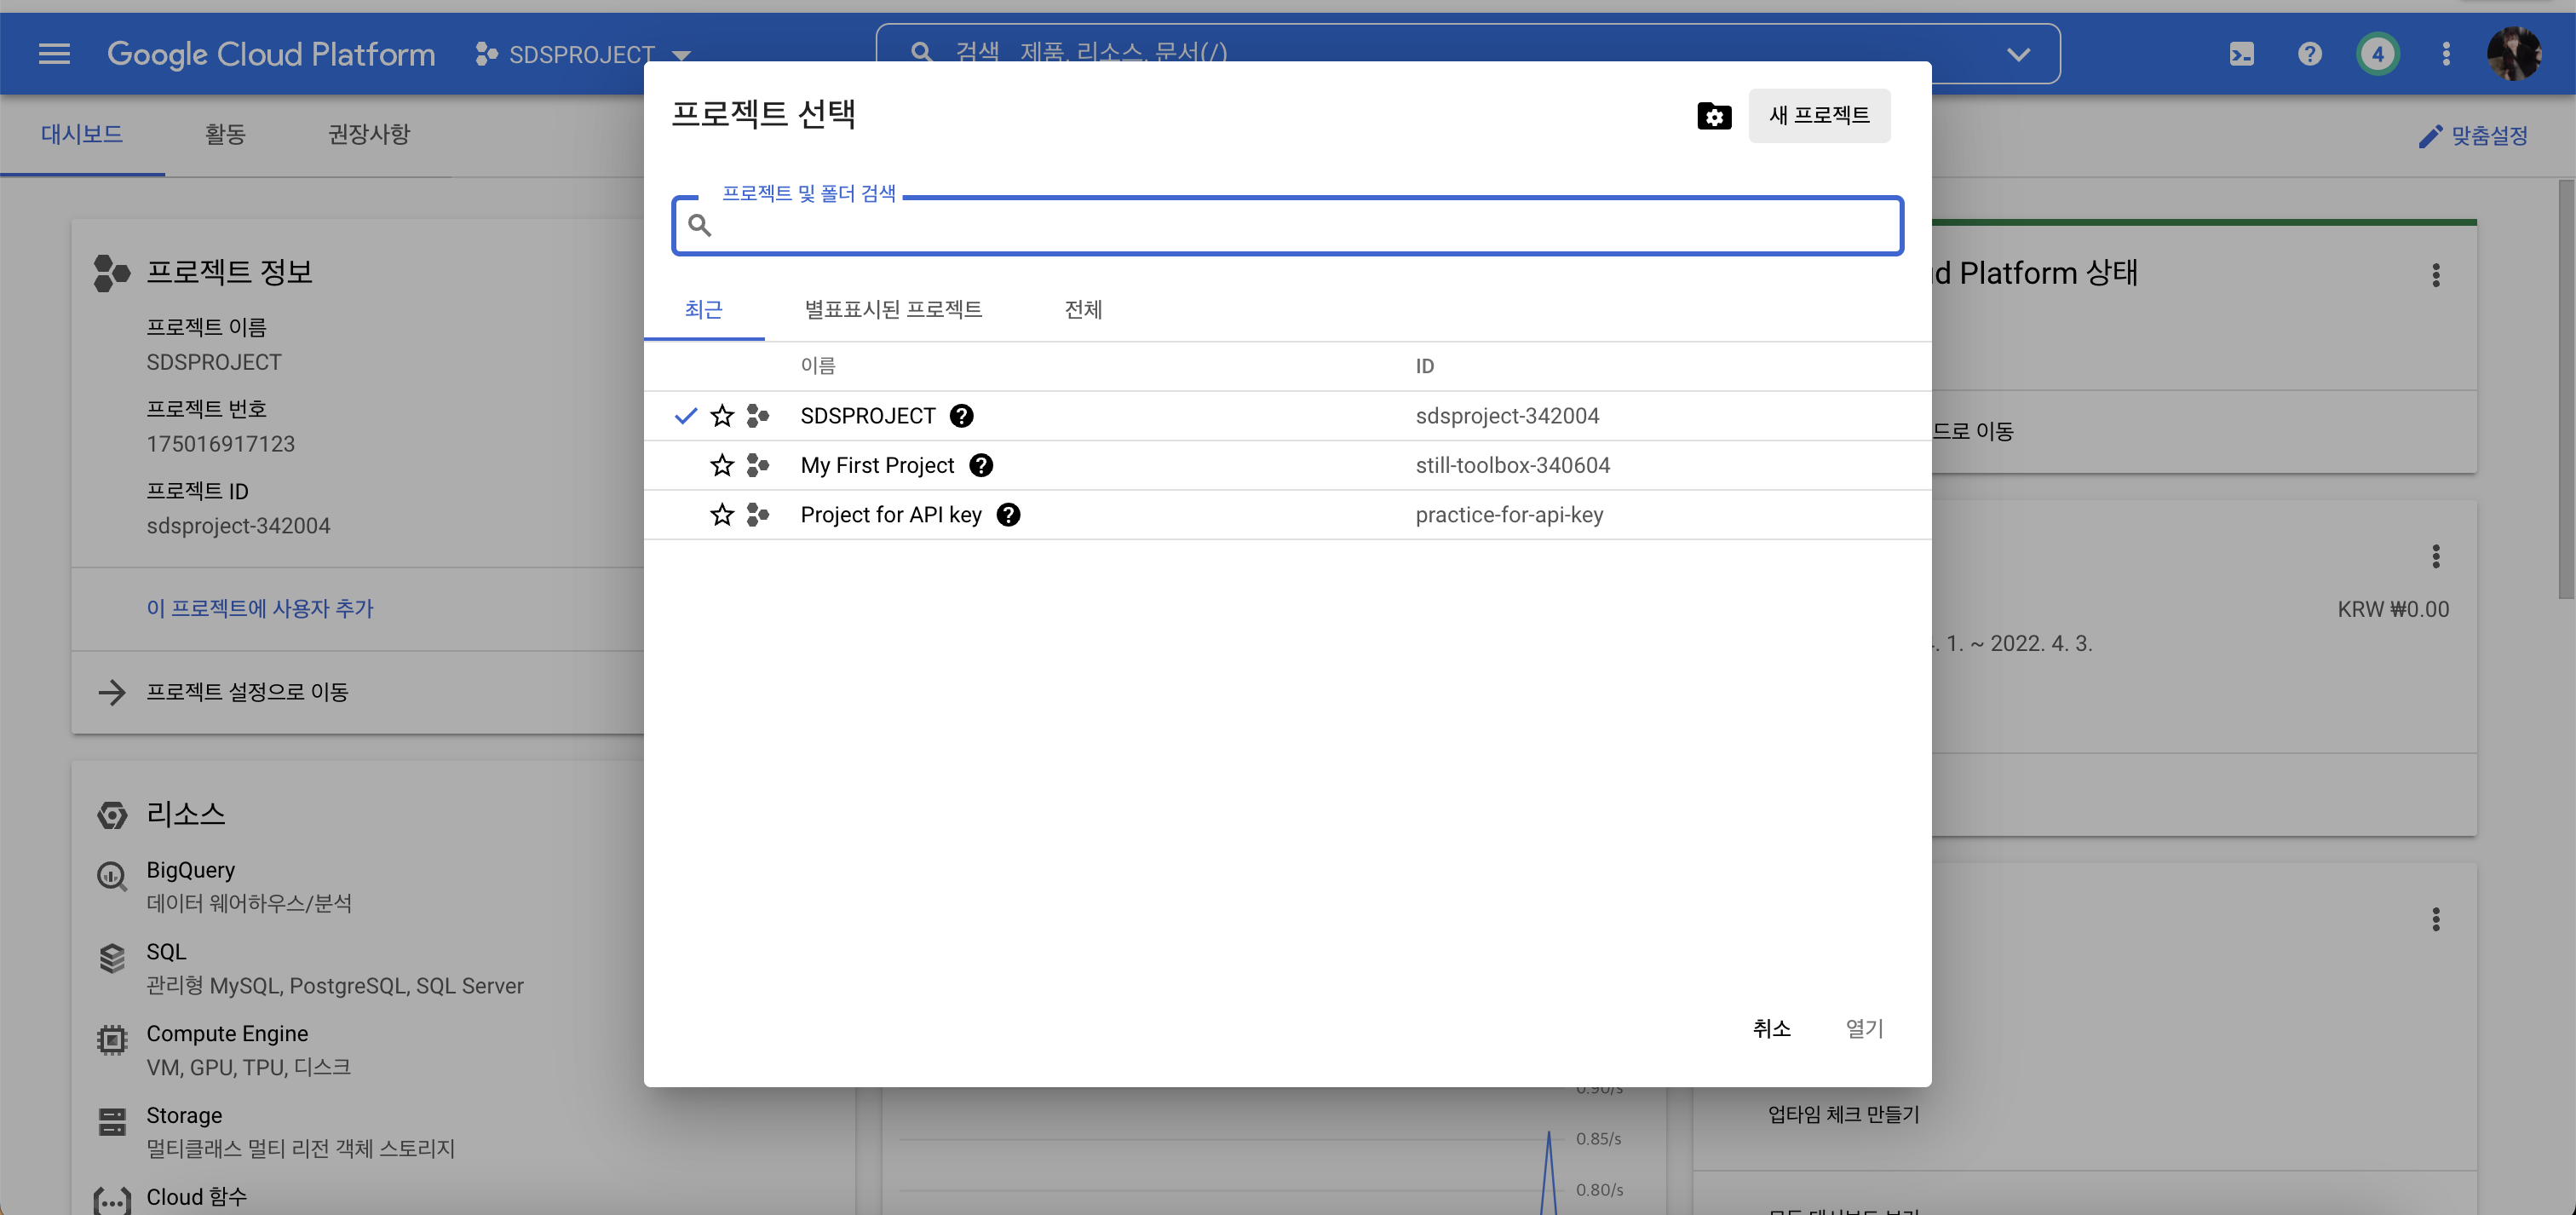 Google Cloud Platform
SDSPROJECT
검색 제품, 리소스, 문서(/)
4
대시보드
활동
권장사항
맞춤설정
프로젝트 선택
새 프로젝트
프로젝트 및 폴더 검색
최근
별표표시된 프로젝트
전체
이름
ID
SDSPROJECT
sdsproject-342004
My First Project
still-toolbox-340604
Project for API key
practice-for-api-key
취소
열기
프로젝트 정보
프로젝트 이름
SDSPROJECT
프로젝트 번호
175016917123
프로젝트 ID
sdsproject-342004
이 프로젝트에 사용자 추가
프로젝트 설정으로 이동
리소스
BigQuery
데이터 웨어하우스/분석
SQL
관리형 MySQL, PostgreSQL, SQL Server
Compute Engine
VM, GPU, TPU, 디스크
Storage
멀티클래스 멀티 리전 객체 스토리지
Cloud 함수
0.90/s
0.85/s
0.80/s
d Platform 상태
드로 이동
KRW ₩0.00
. 1. ~ 2022. 4. 3.
업타임 체크 만들기